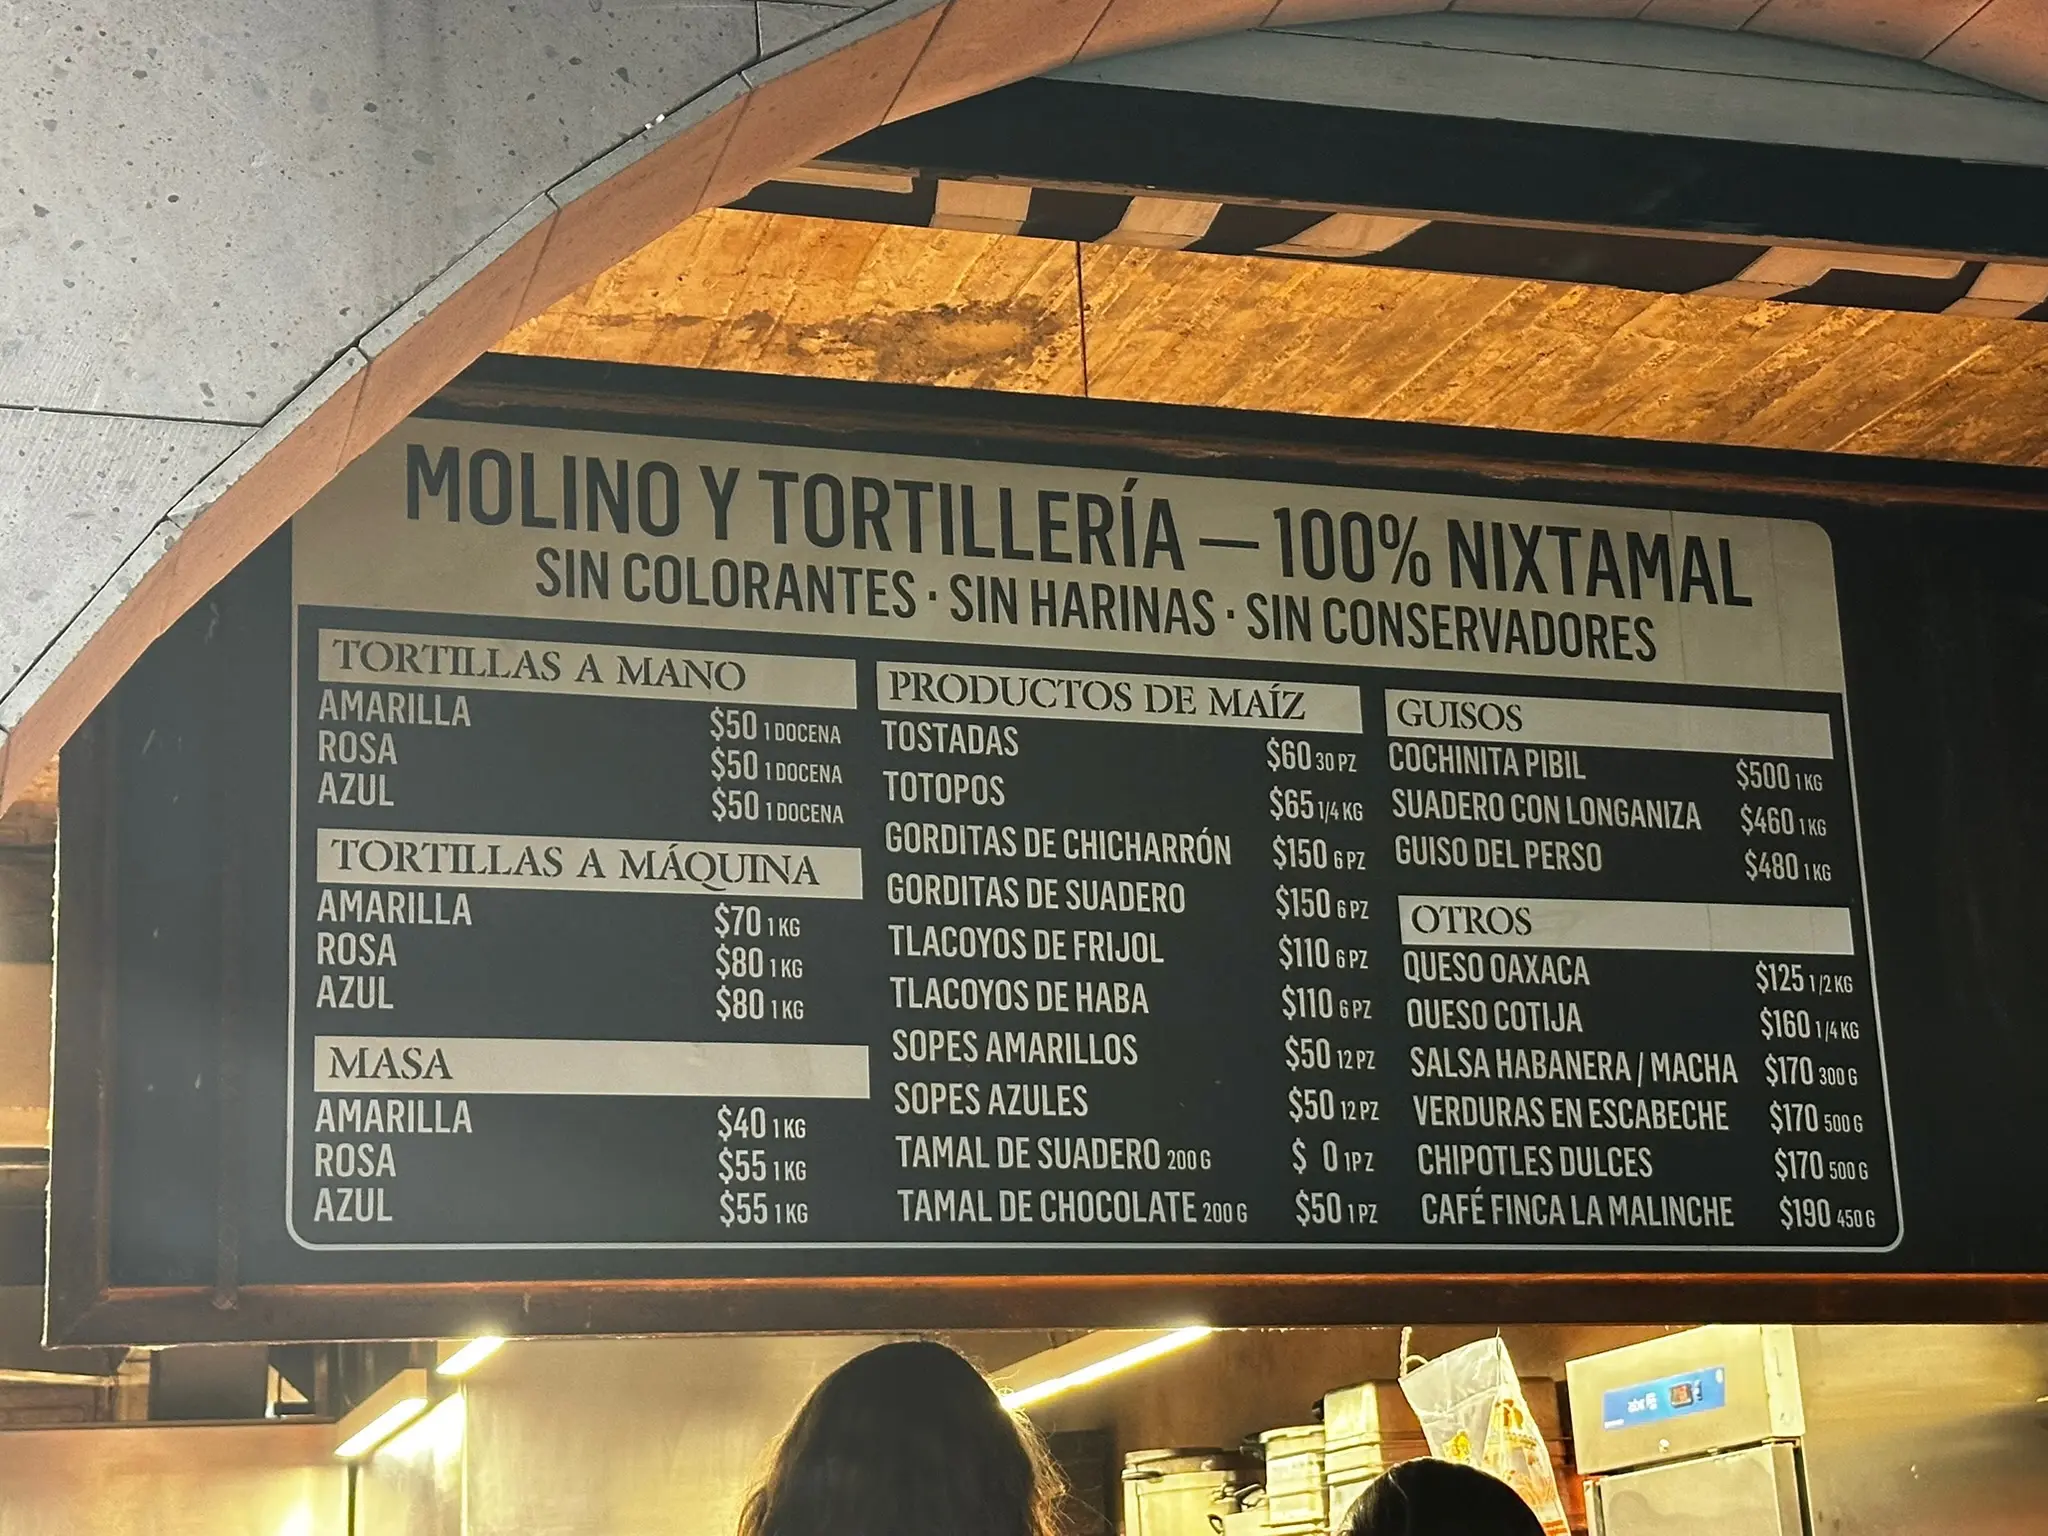 MOLINO Y TORTILLERÍA — 100% NIXTAMAL
SIN COLORANTES · SIN HARINAS · SIN CONSERVADORES
TORTILLAS A MANO
AMARILLA $50 1 DOCENA
ROSA $50 1 DOCENA
AZUL $50 1 DOCENA
TORTILLAS A MÁQUINA
AMARILLA $70 1 KG
ROSA $80 1 KG
AZUL $80 1 KG
MASA
AMARILLA $40 1 KG
ROSA $55 1 KG
AZUL $55 1 KG
PRODUCTOS DE MAÍZ
TOSTADAS $60 30 PZ
TOTOPOS $65 1/4 KG
GORDITAS DE CHICHARRÓN $150 6 PZ
GORDITAS DE SUADERO $150 6 PZ
TLACOYOS DE FRIJOL $110 6 PZ
TLACOYOS DE HABA $110 6 PZ
SOPES AMARILLOS $50 12 PZ
SOPES AZULES $50 12 PZ
TAMAL DE SUADERO 200 G $ 0 1PZ
TAMAL DE CHOCOLATE 200 G $50 1 PZ
GUISOS
COCHINITA PIBIL $500 1 KG
SUADERO CON LONGANIZA $460 1 KG
GUISO DEL PERSO $480 1 KG
OTROS
QUESO OAXACA $125 1/2 KG
QUESO COTIJA $160 1/4 KG
SALSA HABANERA / MACHA $170 300 G
VERDURAS EN ESCABECHE $170 500 G
CHIPOTLES DULCES $170 500 G
CAFÉ FINCA LA MALINCHE $190 450 G